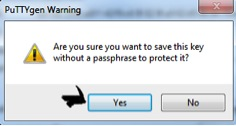 PuTTYgen Warning
Are you sure you want to save this key
without a passphrase to protect it?
Yes
No